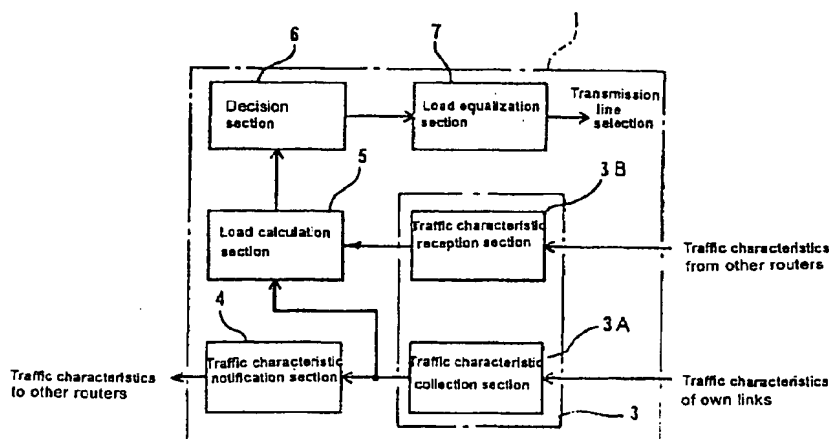 1
6
7
Decision
section
Load equalization
section
Transmission
line
selection
5
3B
Load calculation
section
Traffic characteristic
reception section
Traffic characteristics
from other routers
4
3A
Traffic characteristic
notification section
Traffic characteristic
collection section
Traffic characteristics
to other routers
Traffic characteristics
of own links
3